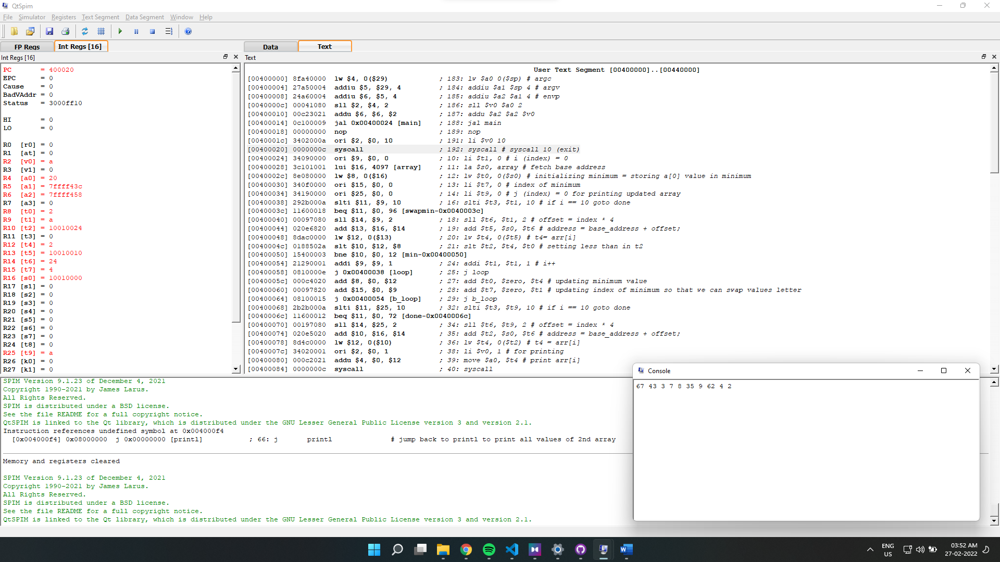 QtSpim
File Simulator Registers Text Segment Data Segment Window Help
FP Regs Int Regs [16]
Data Text
Int Regs [16]
Text
PC = 400020
EPC = 0
Cause = 0
BadVAddr = 0
Status = 3000ff10
HI = 0
LO = 0
R0 [r0] = 0
R1 [at] = 0
R2 [v0] = a
R3 [v1] = 0
R4 [a0] = 20
R5 [a1] = 7ffff43c
R6 [a2] = 7ffff458
R7 [a3] = 0
R8 [t0] = 2
R9 [t1] = a
R10 [t2] = 10010024
R11 [t3] = 0
R12 [t4] = 2
R13 [t5] = 10010010
R14 [t6] = 24
R15 [t7] = 4
R16 [s0] = 10010000
R17 [s1] = 0
R18 [s2] = 0
R19 [s3] = 0
R20 [s4] = 0
R21 [s5] = 0
R22 [s6] = 0
R23 [s7] = 0
R24 [t8] = 0
R25 [t9] = a
R26 [k0] = 0
R27 [k1] = 0
User Text Segment [00400000]..[00440000]
[00400000] 8fa40000 lw $4, 0($29) ; 183: lw $a0 0($sp) # argc
[00400004] 27a50004 addiu $5, $29, 4 ; 184: addiu $a1 $sp 4 # argv
[00400008] 24a60004 addiu $6, $5, 4 ; 185: addiu $a2 $a1 4 # envp
[0040000c] 00041080 sll $2, $4, 2 ; 186: sll $v0 $a0 2
[00400010] 00c23021 addu $6, $6, $2 ; 187: addu $a2 $a2 $v0
[00400014] 0c100009 jal 0x00400024 [main] ; 188: jal main
[00400018] 00000000 nop ; 189: nop
[0040001c] 3402000a ori $2, $0, 10 ; 191: li $v0 10
[00400020] 0000000c syscall ; 192: syscall # syscall 10 (exit)
[00400024] 34090000 ori $9, $0, 0 ; 10: li $t1, 0 # i (index) = 0
[00400028] 3c101001 lui $16, 4097 [array] ; 11: la $s0, array # fetch base address
[0040002c] 8e080000 lw $8, 0($16) ; 12: lw $t0, 0($s0) # initializing minimum = storing a[0] value in minimum
[00400030] 340f0000 ori $15, $0, 0 ; 13: li $t7, 0 # index of minimum
[00400034] 34190000 ori $25, $0, 0 ; 14: li $t9, 0 # j (index) = 0 for printing updated array
[00400038] 292b000a slti $11, $9, 10 ; 16: slti $t3, $t1, 10 # if i == 10 goto done
[0040003c] 11600018 beq $11, $0, 96 [swapmin-0x0040003c]
[00400040] 00097080 sll $14, $9, 2 ; 18: sll $t6, $t1, 2 # offset = index * 4
[00400044] 020e6820 add $13, $16, $14 ; 19: add $t5, $s0, $t6 # address = base_address + offset;
[00400048] 8dac0000 lw $12, 0($13) ; 20: lw $t4, 0($t5) # t4= arr[i]
[0040004c] 0188502a slt $10, $12, $8 ; 21: slt $t2, $t4, $t0 # setting less than in t2
[00400050] 15400003 bne $10, $0, 12 [min-0x00400050]
[00400054] 21290001 addi $9, $9, 1 ; 24: addi $t1, $t1, 1 # i++
[00400058] 0810000e j 0x00400038 [loop] ; 25: j loop
[0040005c] 000c4020 add $8, $0, $12 ; 27: add $t0, $zero, $t4 # updating minimum value
[00400060] 00097820 add $15, $0, $9 ; 28: add $t7, $zero, $t1 # updating index of minimum so that we can swap values letter
[00400064] 08100015 j 0x00400054 [b_loop] ; 29: j b_loop
[00400068] 2b2b000a slti $11, $25, 10 ; 32: slti $t3, $t9, 10 # if i == 10 goto done
[0040006c] 11600012 beq $11, $0, 72 [done-0x0040006c]
[00400070] 00197080 sll $14, $25, 2 ; 34: sll $t6, $t9, 2 # offset = index * 4
[00400074] 020e5020 add $10, $16, $14 ; 35: add $t2, $s0, $t6 # address = base_address + offset;
[00400078] 8d4c0000 lw $12, 0($10) ; 36: lw $t4, 0($t2) # t4 = arr[i]
[0040007c] 34020001 ori $2, $0, 1 ; 38: li $v0, 1 # for printing
[00400080] 000c2021 addu $4, $0, $12 ; 39: move $a0, $t4 # print arr[i]
[00400084] 0000000c syscall ; 40: syscall
SPIM Version 9.1.23 of December 4, 2021
Copyright 1990-2021 by James Larus.
All Rights Reserved.
SPIM is distributed under a BSD license.
See the file README for a full copyright notice.
QtSPIM is linked to the Qt library, which is distributed under the GNU Lesser General Public License version 3 and version 2.1.
Instruction references undefined symbol at 0x004000f4
[0x004000f4] 0x08000000 j 0x00000000 [printl] ; 66: j printl # jump back to printl to print all values of 2nd array
Memory and registers cleared
SPIM Version 9.1.23 of December 4, 2021
Copyright 1990-2021 by James Larus.
All Rights Reserved.
SPIM is distributed under a BSD license.
See the file README for a full copyright notice.
QtSPIM is linked to the Qt library, which is distributed under the GNU Lesser General Public License version 3 and version 2.1.
Console
67 43 3 7 8 35 9 62 4 2
ENG
US
03:52 AM
27-02-2022